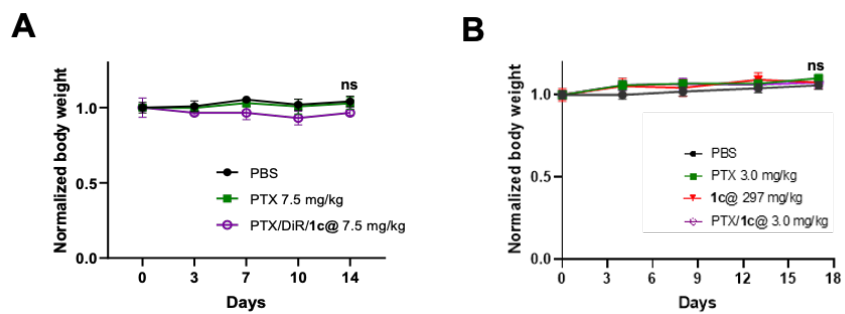 A
Normalized body weight
1.0
0.5
0.0
ns
PBS
PTX 7.5 mg/kg
PTX/DiR/1c@ 7.5 mg/kg
0 3 7 10 14
Days
B
Normalized body weight
1.0
0.5
0.0
ns
PBS
PTX 3.0 mg/kg
1c@ 297 mg/kg
PTX/1c@ 3.0 mg/kg
0 3 6 9 12 15 18
Days